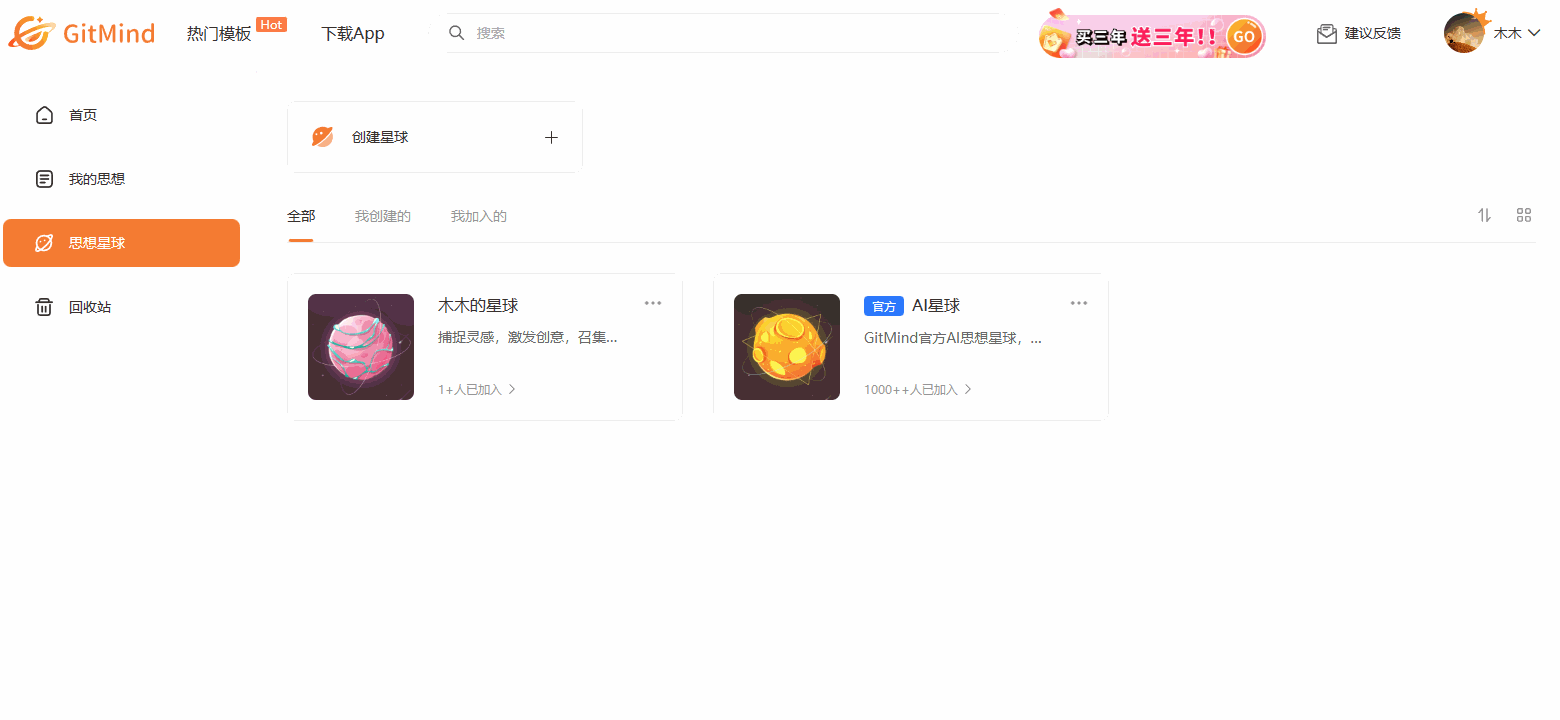 GitMind 热门模板 Hot 下载App 搜索 买三年 送三年!! GO 建议反馈 木木
首页
创建星球
我的思想
全部 我创建的 我加入的
思想星球
回收站
木木的星球
捕捉灵感，激发创意，召集...
1+人已加入
官方 AI星球
GitMind官方AI思想星球，...
1000++人已加入